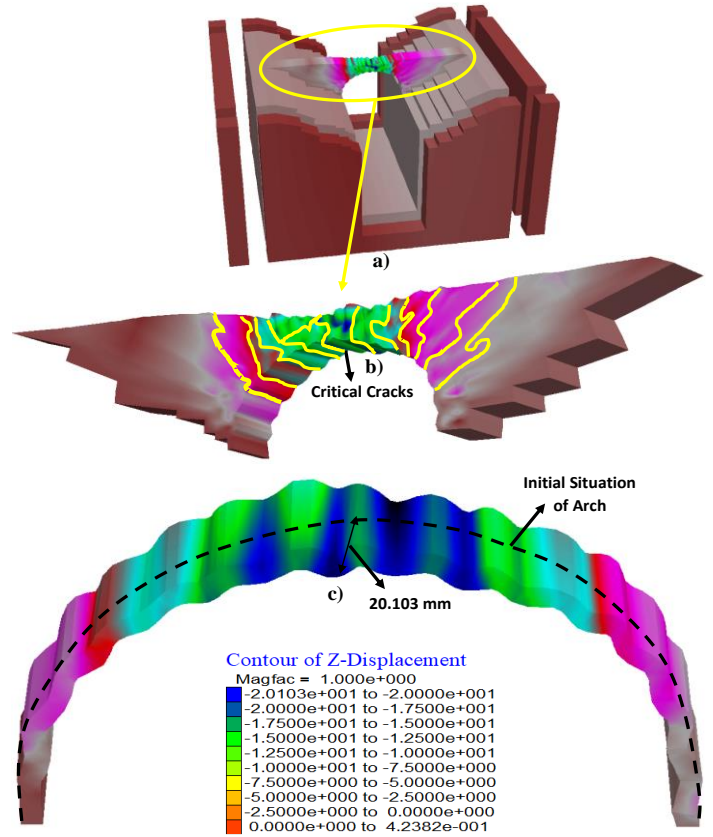 a)
b)
Critical Cracks
Initial Situation
of Arch
c)
20.103 mm
Contour of Z-Displacement
Magfac = 1.000e+000
-2.0103e+001 to -2.0000e+001
-2.0000e+001 to -1.7500e+001
-1.7500e+001 to -1.5000e+001
-1.5000e+001 to -1.2500e+001
-1.2500e+001 to -1.0000e+001
-1.0000e+001 to -7.5000e+000
-7.5000e+000 to -5.0000e+000
-5.0000e+000 to -2.5000e+000
-2.5000e+000 to 0.0000e+000
0.0000e+000 to 4.2382e-001